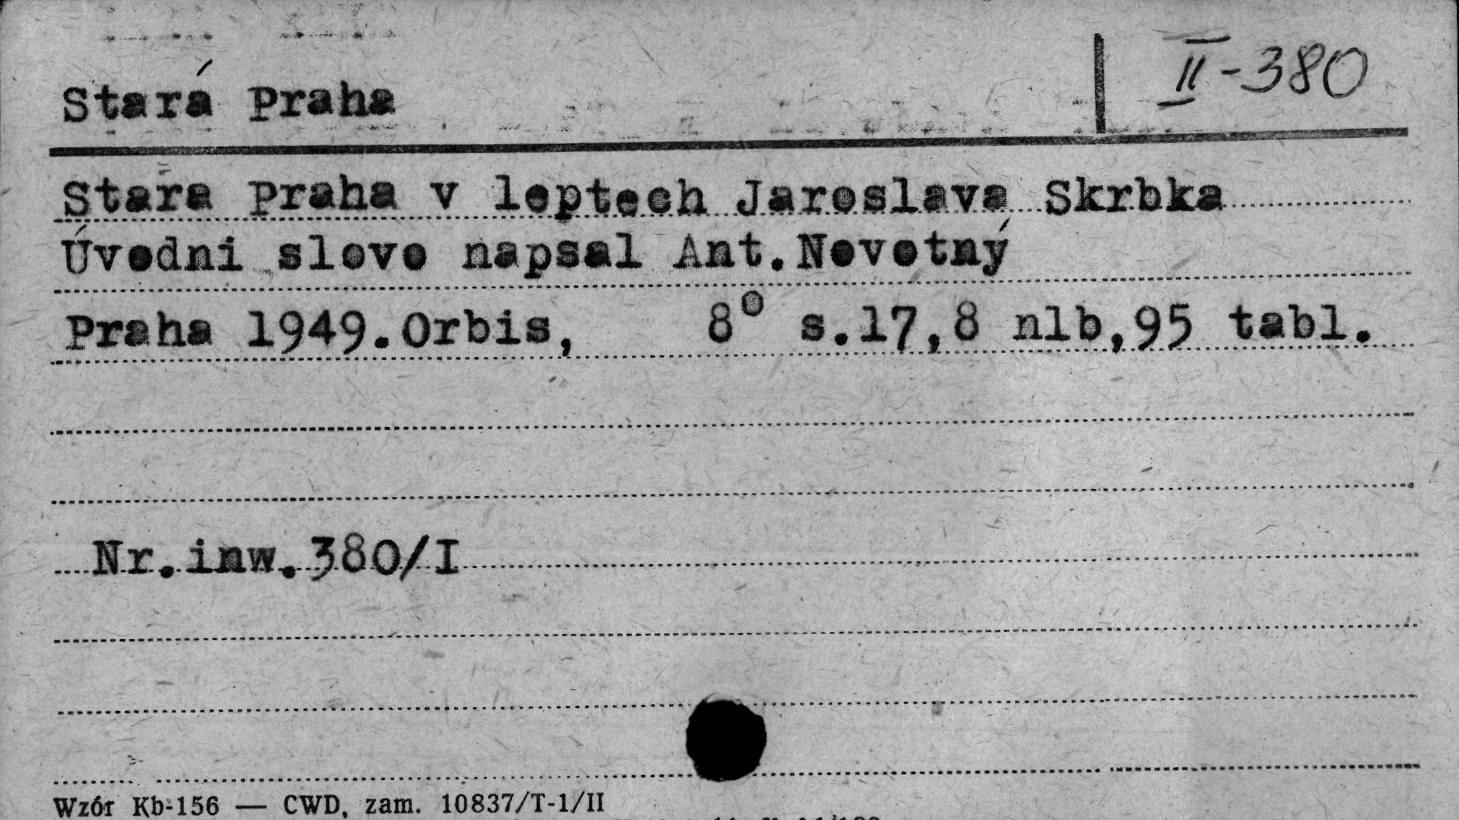 II-380
Stará Praha
Stara Praha v leptech Jaroslava Skrbka
Úvodni slovo napsal Ant.Novotný
Praha 1949.Orbis, 8° s.17,8 nlb,95 tabl.
Nr.inw.380/I
Wzór Kb-156 — CWD, zam. 10837/T-1/II